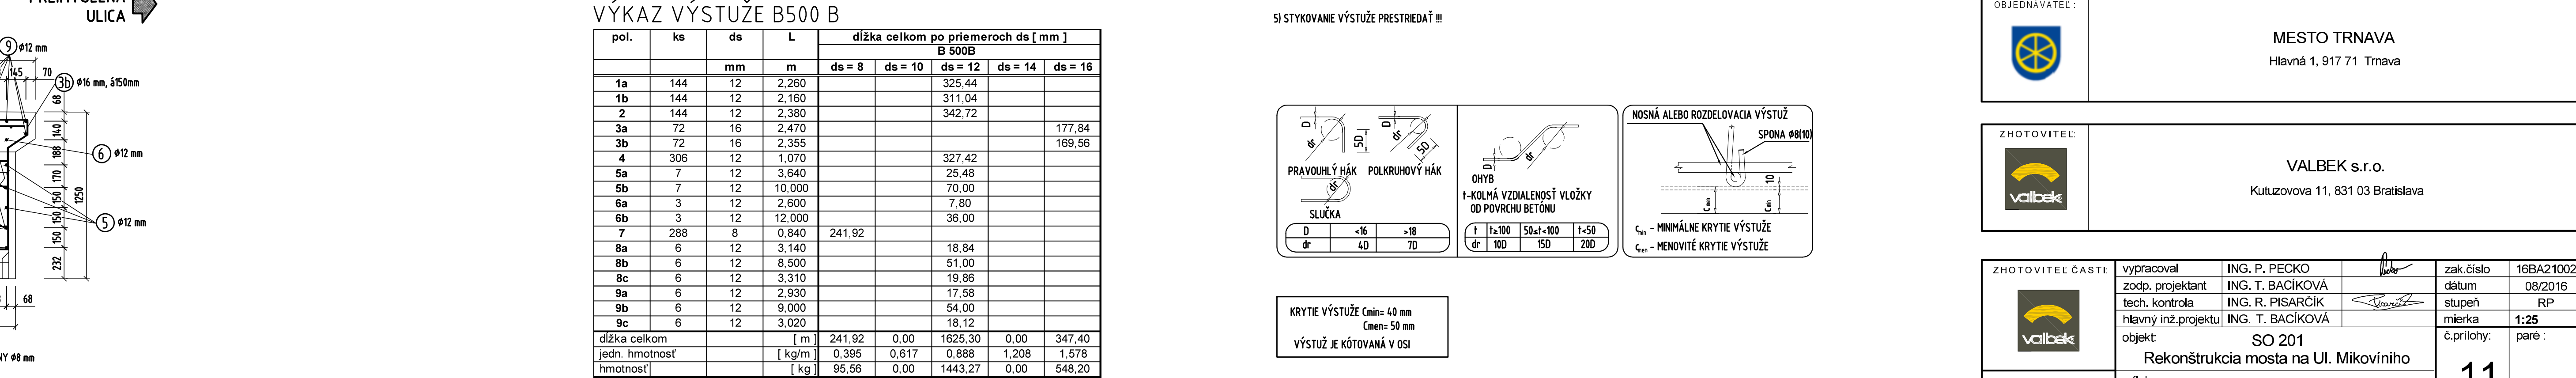 ULICA
9 ø12 mm
145 70
3b ø16 mm, á150mm
68
140
188
6 ø12 mm
170
150
1250
150
5 ø12 mm
150
232
68
NY ø8 mm
VÝKAZ VÝSTUŽE B500 B
pol. ks ds L dĺžka celkom po priemeroch ds [ mm ]
B 500B
mm m ds = 8 ds = 10 ds = 12 ds = 14 ds = 16
1a 144 12 2,260 325,44
1b 144 12 2,160 311,04
2 144 12 2,380 342,72
3a 72 16 2,470 177,84
3b 72 16 2,355 169,56
4 306 12 1,070 327,42
5a 7 12 3,640 25,48
5b 7 12 10,000 70,00
6a 3 12 2,600 7,80
6b 3 12 12,000 36,00
7 288 8 0,840 241,92
8a 6 12 3,140 18,84
8b 6 12 8,500 51,00
8c 6 12 3,310 19,86
9a 6 12 2,930 17,58
9b 6 12 9,000 54,00
9c 6 12 3,020 18,12
dĺžka celkom [ m ] 241,92 0,00 1625,30 0,00 347,40
jedn. hmotnosť [ kg/m ] 0,395 0,617 0,888 1,208 1,578
hmotnosť [ kg ] 95,56 0,00 1443,27 0,00 548,20
5) STYKOVANIE VÝSTUŽE PRESTRIEDAŤ !!!
D dr 5D D dr 5D
PRAVOUHLÝ HÁK POLKRUHOVÝ HÁK
dr
SLUČKA
D <16 >18
dr 4D 7D
D dr
OHYB
t-KOLMÁ VZDIALENOSŤ VLOŽKY
OD POVRCHU BETÓNU
t t≥100 50≤t<100 t<50
dr 10D 15D 20D
NOSNÁ ALEBO ROZDELOVACIA VÝSTUŽ
SPONA ø8(10)
10
Cmen Cmin
Cmin - MINIMÁLNE KRYTIE VÝSTUŽE
Cmen - MENOVITÉ KRYTIE VÝSTUŽE
KRYTIE VÝSTUŽE Cmin= 40 mm
Cmen= 50 mm
VÝSTUŽ JE KÓTOVANÁ V OSI
OBJEDNÁVATEĽ:
MESTO TRNAVA
Hlavná 1, 917 71 Trnava
ZHOTOVITEĽ:
valbek
VALBEK s.r.o.
Kutuzovova 11, 831 03 Bratislava
ZHOTOVITEĽ ČASTI:
valbek
vypracoval ING. P. PECKO zak.číslo 16BA21002
zodp. projektant ING. T. BACÍKOVÁ dátum 08/2016
tech. kontrola ING. R. PISARČÍK stupeň RP
hlavný inž.projektu ING. T. BACÍKOVÁ mierka 1:25
objekt: SO 201 č.prílohy: paré :
Rekonštrukcia mosta na Ul. Mikovíniho
11